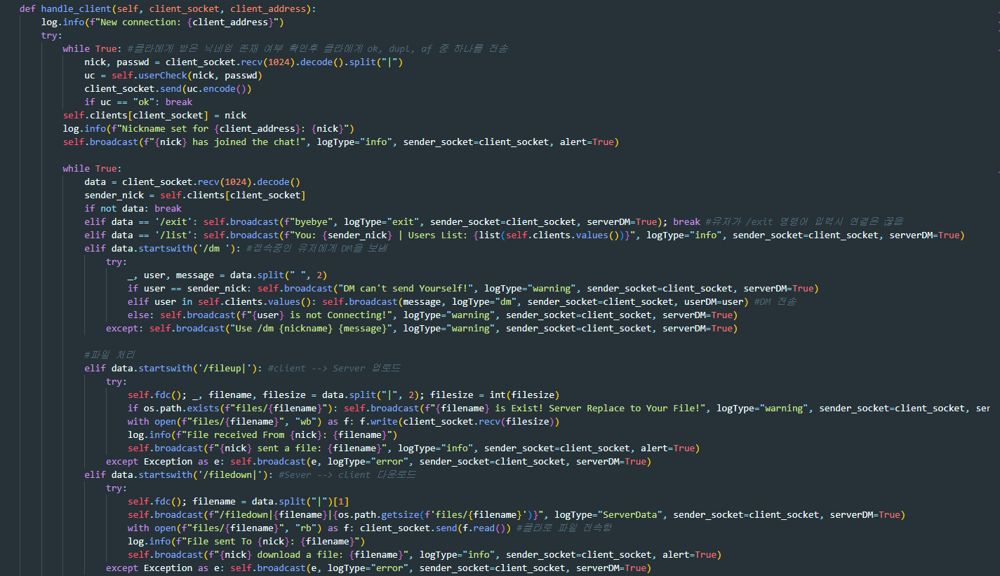 def handle_client(self, client_socket, client_address):
    log.info(f"New connection: {client_address}")
    try:
        while True: #클라에게 받은 닉네임 존재 여부 확인후 클라에게 ok, dupl, af 중 하나를 전송
            nick, passwd = client_socket.recv(1024).decode().split("|")
            uc = self.userCheck(nick, passwd)
            client_socket.send(uc.encode())
            if uc == "ok": break
        self.clients[client_socket] = nick
        log.info(f"Nickname set for {client_address}: {nick}")
        self.broadcast(f"{nick} has joined the chat!", logType="info", sender_socket=client_socket, alert=True)

        while True:
            data = client_socket.recv(1024).decode()
            sender_nick = self.clients[client_socket]
            if not data: break
            elif data == '/exit': self.broadcast(f"byebye", logType="exit", sender_socket=client_socket, serverDM=True); break #유저가 /exit 명령어 입력시 연결은 끊음
            elif data == '/list': self.broadcast(f"You: {sender_nick} | Users List: {list(self.clients.values())}", logType="info", sender_socket=client_socket, serverDM=True)
            elif data.startswith('/dm '): #접속중인 유저에게 DM을 보냄
                try:
                    _, user, message = data.split(" ", 2)
                    if user == sender_nick: self.broadcast("DM can't send Yourself!", logType="warning", sender_socket=client_socket, serverDM=True)
                    elif user in self.clients.values(): self.broadcast(message, logType="dm", sender_socket=client_socket, userDM=user) #DM 전송
                    else: self.broadcast(f"{user} is not Connecting!", logType="warning", sender_socket=client_socket, serverDM=True)
                except: self.broadcast("Use /dm {nickname} {message}", logType="warning", sender_socket=client_socket, serverDM=True)

            #파일 처리
            elif data.startswith('/fileup|'): #client --> Server 업로드
                try:
                    self.fdc(); _, filename, filesize = data.split("|", 2); filesize = int(filesize)
                    if os.path.exists(f"files/{filename}"): self.broadcast(f"{filename} is Exist! Server Replace to Your File!", logType="warning", sender_socket=client_socket, ser
                    with open(f"files/{filename}", "wb") as f: f.write(client_socket.recv(filesize))
                    log.info(f"File received From {nick}: {filename}")
                    self.broadcast(f"{nick} sent a file: {filename}", logType="info", sender_socket=client_socket, alert=True)
                except Exception as e: self.broadcast(e, logType="error", sender_socket=client_socket, serverDM=True)
            elif data.startswith('/filedown|'): #Sever --> client 다운로드
                try:
                    self.fdc(); filename = data.split("|")[1]
                    self.broadcast(f"/filedown|{filename}|{os.path.getsize(f'files/{filename}')}", logType="ServerData", sender_socket=client_socket, serverDM=True)
                    with open(f"files/{filename}", "rb") as f: client_socket.send(f.read()) #클라로 파일 전속함
                    log.info(f"File sent To {nick}: {filename}")
                    self.broadcast(f"{nick} download a file: {filename}", logType="info", sender_socket=client_socket, alert=True)
                except Exception as e: self.broadcast(e, logType="error", sender_socket=client_socket, serverDM=True)